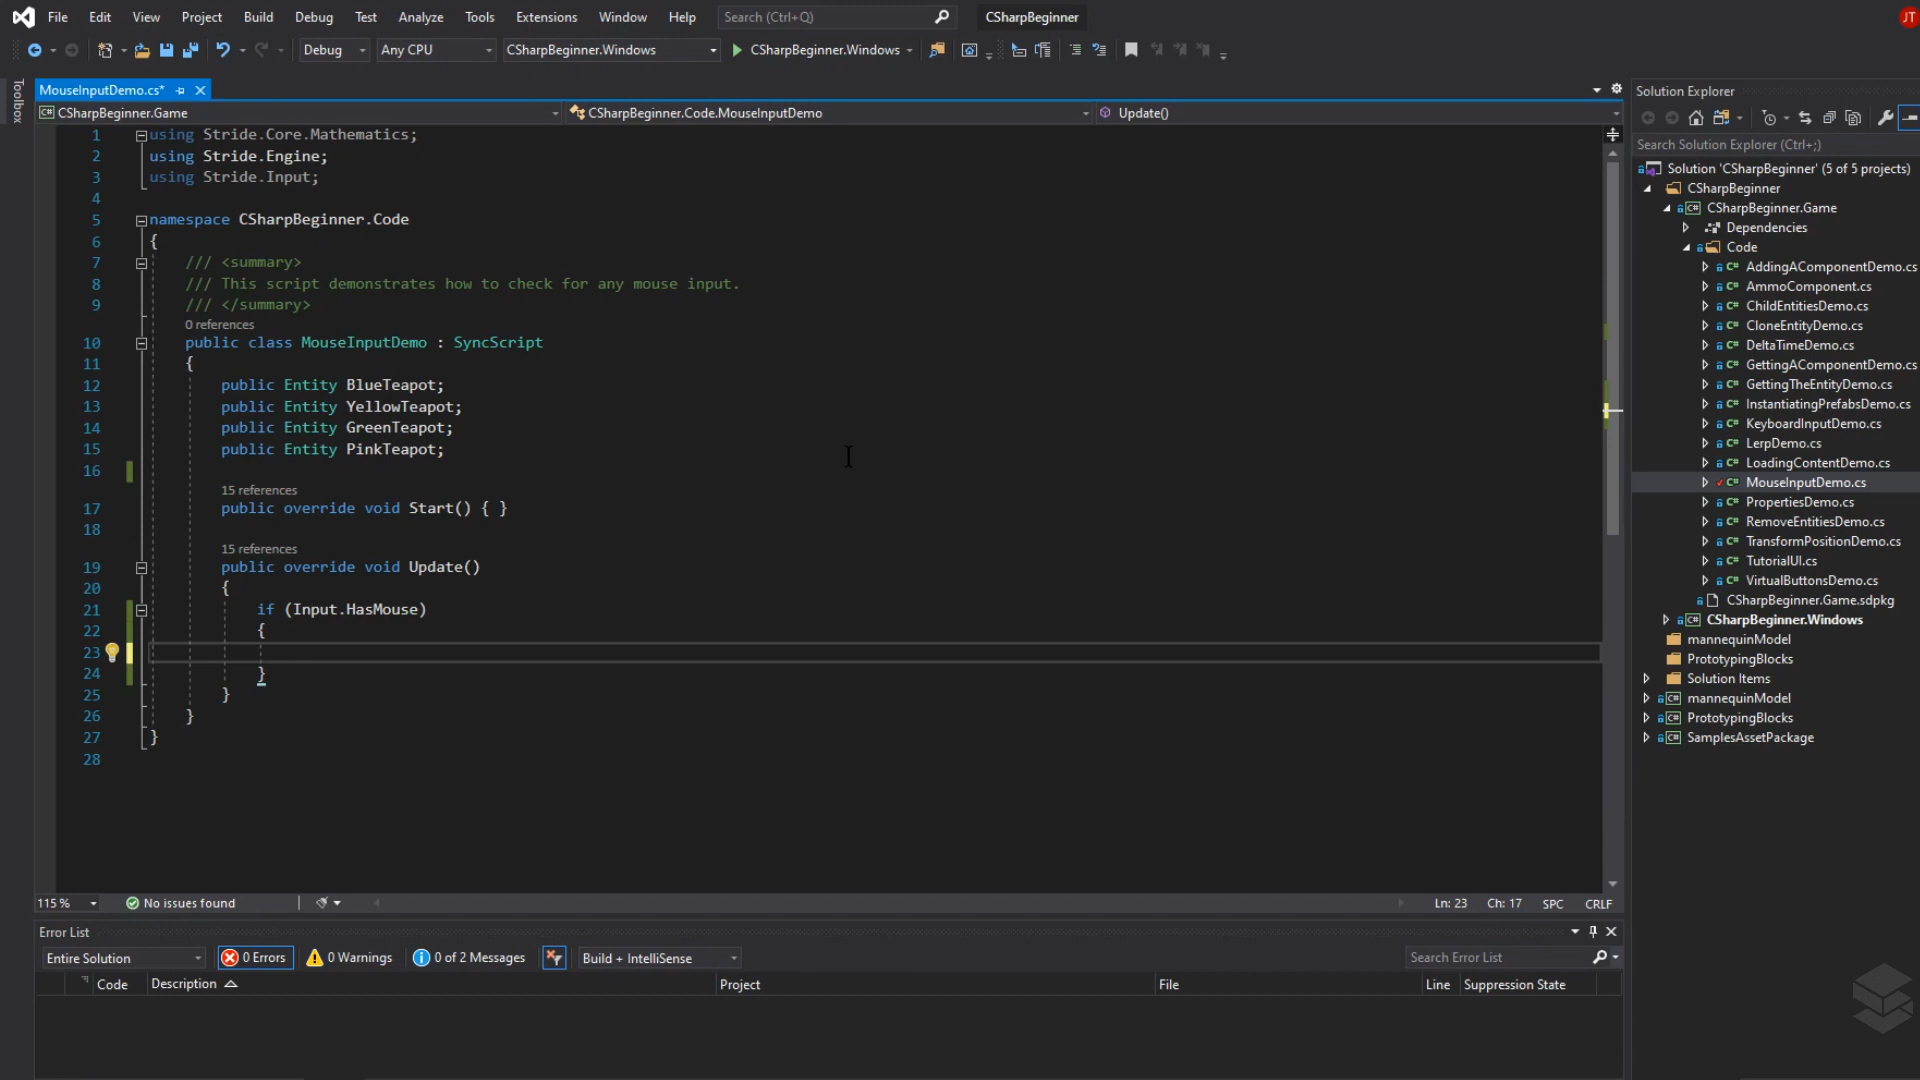 File Edit View Project Build Debug Test Analyze Tools Extensions Window Help Search (Ctrl+Q) CSharpBeginner JT
Debug Any CPU CSharpBeginner.Windows CSharpBeginner.Windows
Toolbox
MouseInputDemo.cs*
CSharpBeginner.Game CSharpBeginner.Code.MouseInputDemo Update()
1 using Stride.Core.Mathematics;
2 using Stride.Engine;
3 using Stride.Input;
4
5 namespace CSharpBeginner.Code
6 {
7 /// <summary>
8 /// This script demonstrates how to check for any mouse input.
9 /// </summary>
0 references
10 public class MouseInputDemo : SyncScript
11 {
12 public Entity BlueTeapot;
13 public Entity YellowTeapot;
14 public Entity GreenTeapot;
15 public Entity PinkTeapot;
16
15 references
17 public override void Start() { }
18
15 references
19 public override void Update()
20 {
21 if (Input.HasMouse)
22 {
23
24 }
25 }
26 }
27 }
28
115 % No issues found Ln: 23 Ch: 17 SPC CRLF
Error List
Entire Solution 0 Errors 0 Warnings 0 of 2 Messages Build + IntelliSense Search Error List
Code Description Project File Line Suppression State
Solution Explorer
Search Solution Explorer (Ctrl+;)
Solution 'CSharpBeginner' (5 of 5 projects)
CSharpBeginner
C# CSharpBeginner.Game
Dependencies
Code
C# AddingAComponentDemo.cs
C# AmmoComponent.cs
C# ChildEntitiesDemo.cs
C# CloneEntityDemo.cs
C# DeltaTimeDemo.cs
C# GettingAComponentDemo.cs
C# GettingTheEntityDemo.cs
C# InstantiatingPrefabsDemo.cs
C# KeyboardInputDemo.cs
C# LerpDemo.cs
C# LoadingContentDemo.cs
C# MouseInputDemo.cs
C# PropertiesDemo.cs
C# RemoveEntitiesDemo.cs
C# TransformPositionDemo.cs
C# TutorialUI.cs
C# VirtualButtonsDemo.cs
CSharpBeginner.Game.sdpkg
C# CSharpBeginner.Windows
mannequinModel
PrototypingBlocks
Solution Items
C# mannequinModel
C# PrototypingBlocks
C# SamplesAssetPackage